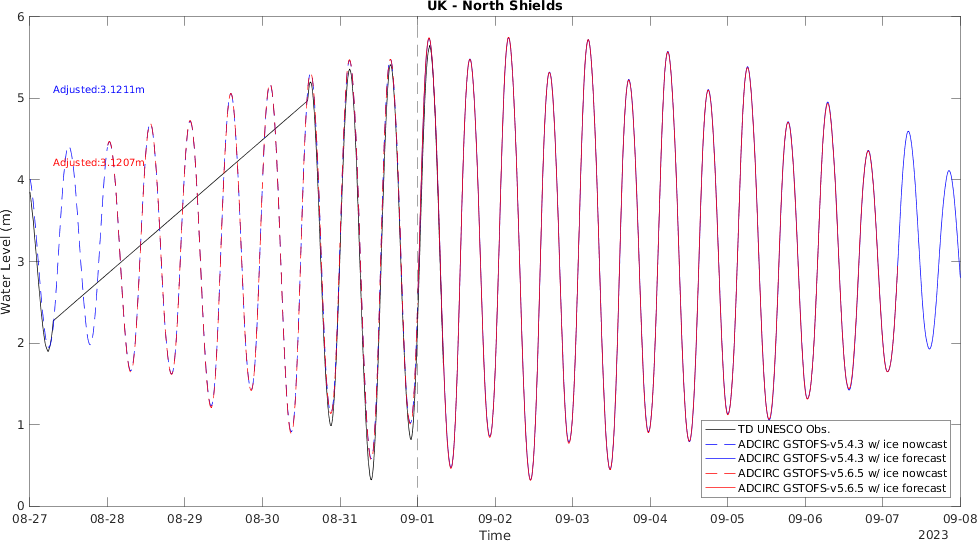 UK - North Shields
6
5
4
3
2
1
0
Water Level (m)
Adjusted:3.1211m
Adjusted:3.1207m
TD UNESCO Obs.
ADCIRC GSTOFS-v5.4.3 w/ ice nowcast
ADCIRC GSTOFS-v5.4.3 w/ ice forecast
ADCIRC GSTOFS-v5.6.5 w/ ice nowcast
ADCIRC GSTOFS-v5.6.5 w/ ice forecast
08-27 08-28 08-29 08-30 08-31 09-01 09-02 09-03 09-04 09-05 09-06 09-07 09-08
Time
2023